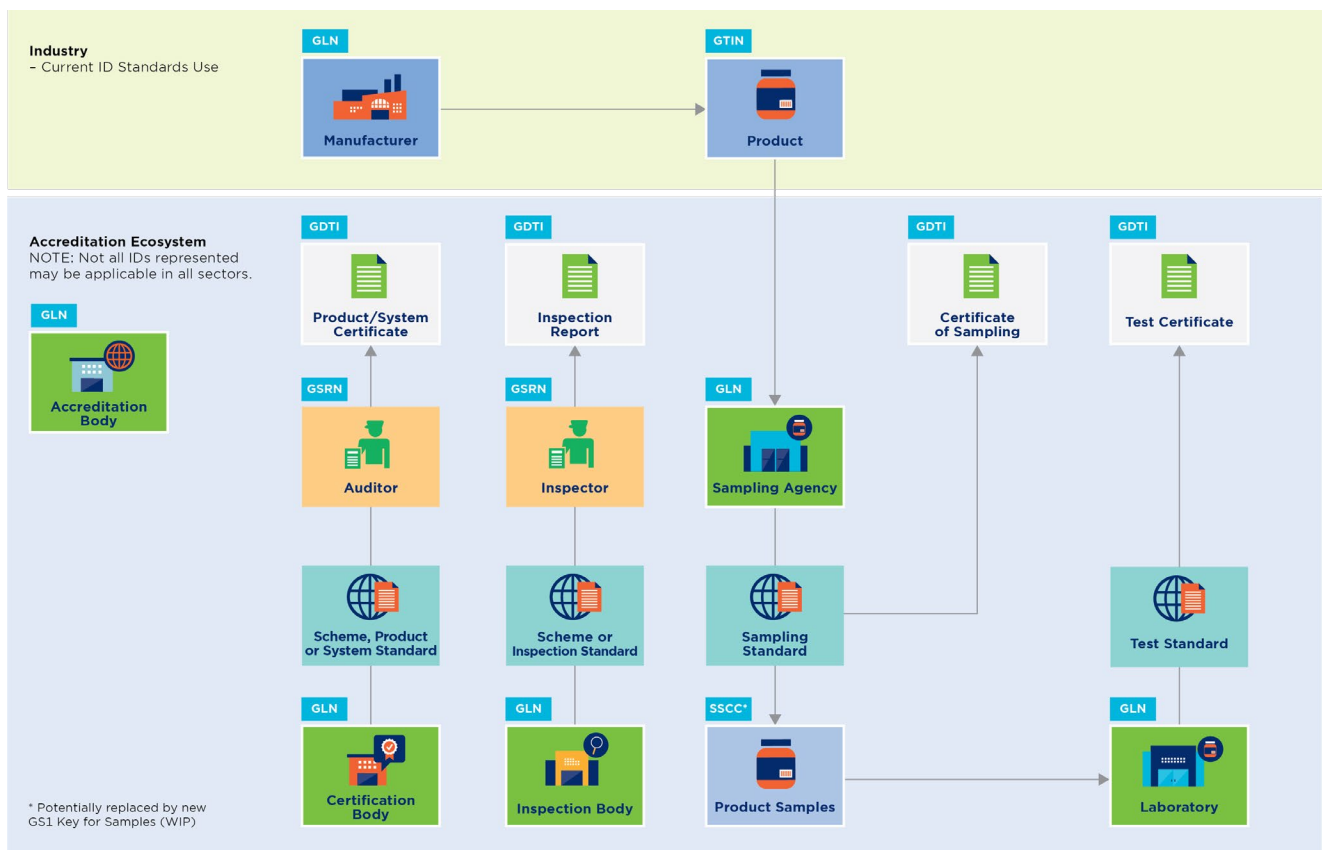 Industry
– Current ID Standards Use
GLN
Manufacturer
GTIN
Product
Accreditation Ecosystem
NOTE: Not all IDs represented
may be applicable in all sectors.
GLN
Accreditation
Body
GDTI
Product/System
Certificate
GDTI
Inspection
Report
GDTI
Certificate
of Sampling
GDTI
Test Certificate
GSRN
Auditor
GSRN
Inspector
GLN
Sampling Agency
Scheme, Product
or System Standard
Scheme or
Inspection Standard
Sampling
Standard
Test Standard
GLN
Certification
Body
GLN
Inspection Body
SSCC*
Product Samples
GLN
Laboratory
* Potentially replaced by new
GS1 Key for Samples (WIP)